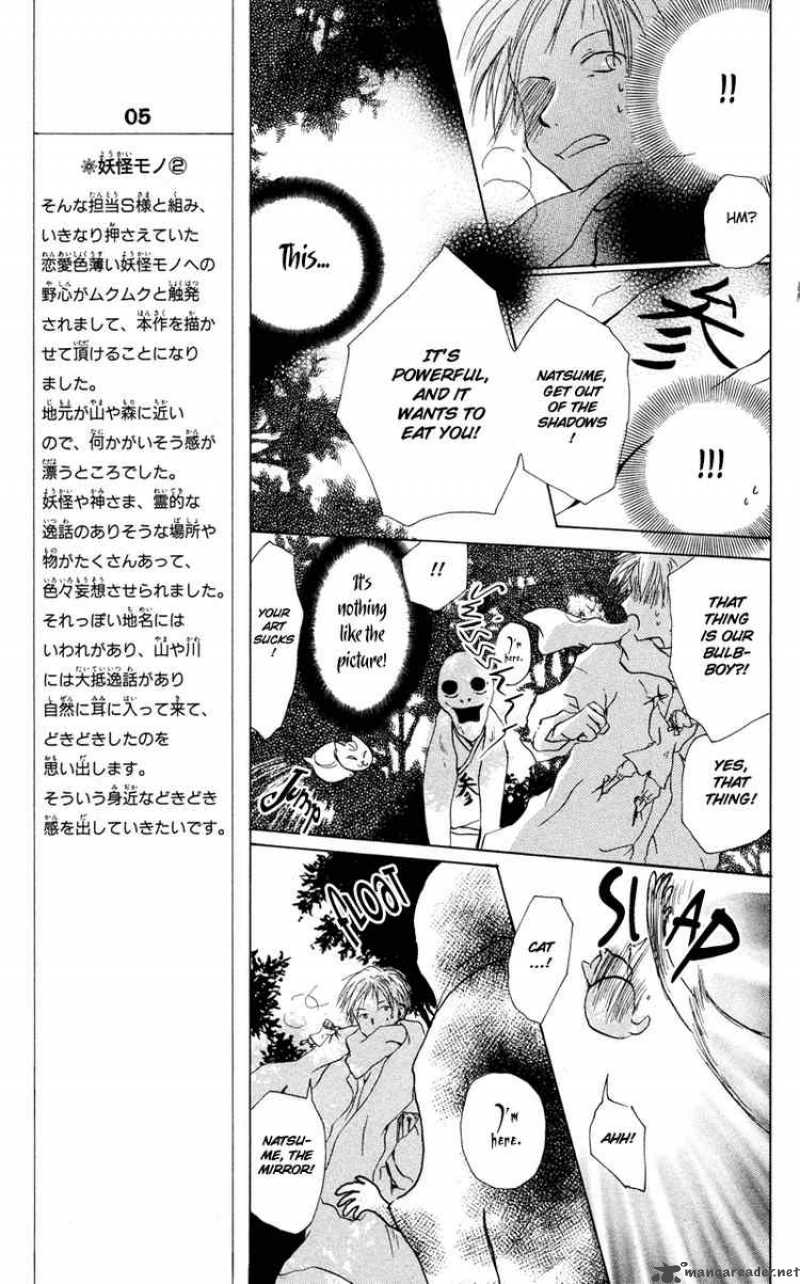 !!
HM?
参
This...
NATSUME,
GET OUT
OF THE
SHADOWS
!
IT'S
POWERFUL,
AND IT
WANTS TO
EAT YOU!
!!!
THAT
THING
IS OUR
BULB-
BOY?!
YES,
THAT
THING!
I'm
here.
!!
It's
nothing
like the
picture!
YOUR
ART
SUCKS
!
参
Jump
SLAP
CAT
...!
AHH!
FLOAT
I'm
here.
NATSU-
ME, THE
MIRROR!
05
※妖怪モノ②
そんな担当S様と組み、
いきなり押さえていた
恋愛色薄い妖怪モノへの
野心がムクムクと触発
されまして、本作を描か
せて頂けることになり
ました。
地元が山や森に近い
ので、何かがいそう感が
漂うところでした。
妖怪や神さま、霊的な
逸話のありそうな場所や
物がたくさんあって、
色々妄想させられました。
それっぽい地名には
いわれがあり、山や川
には大抵逸話があり
自然に耳に入って来て、
どきどきしたのを
思い出します。
そういう身近などきどき
感を出していきたいです。
mangareader.net